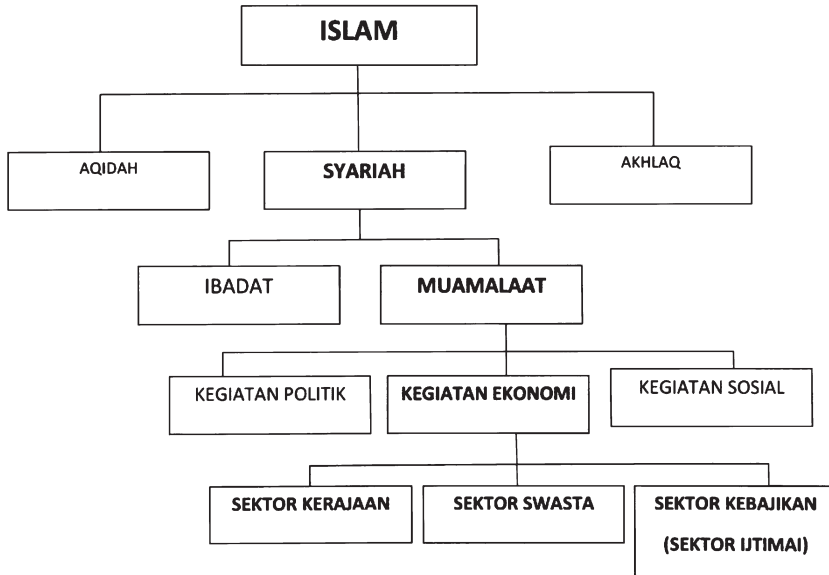 ISLAM
AQIDAH
SYARIAH
AKHLAQ
IBADAT
MUAMALAAT
KEGIATAN POLITIK
KEGIATAN EKONOMI
KEGIATAN SOSIAL
SEKTOR KERAJAAN
SEKTOR SWASTA
SEKTOR KEBAJIKAN
(SEKTOR IJTIMAI)